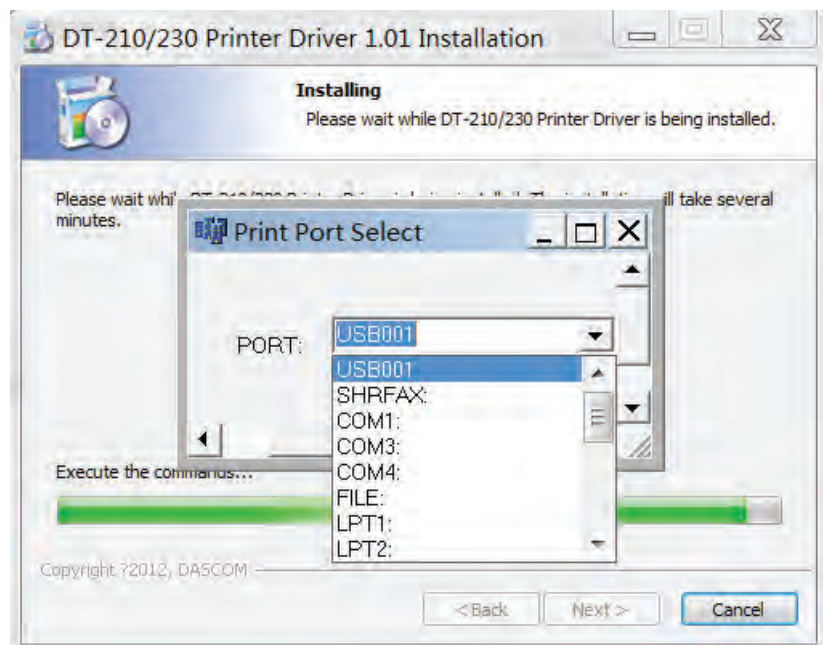 DT-210/230 Printer Driver 1.01 Installation
Installing
Please wait while DT-210/230 Printer Driver is being installed.
Please wait whi ill take several
minutes.
Print Port Select
PORT: USB001
USB001
SHRFAX:
COM1:
COM3:
COM4:
FILE:
LPT1:
LPT2:
Execute the commands...
Copyright ?2012, DASCOM
< Back Next > Cancel